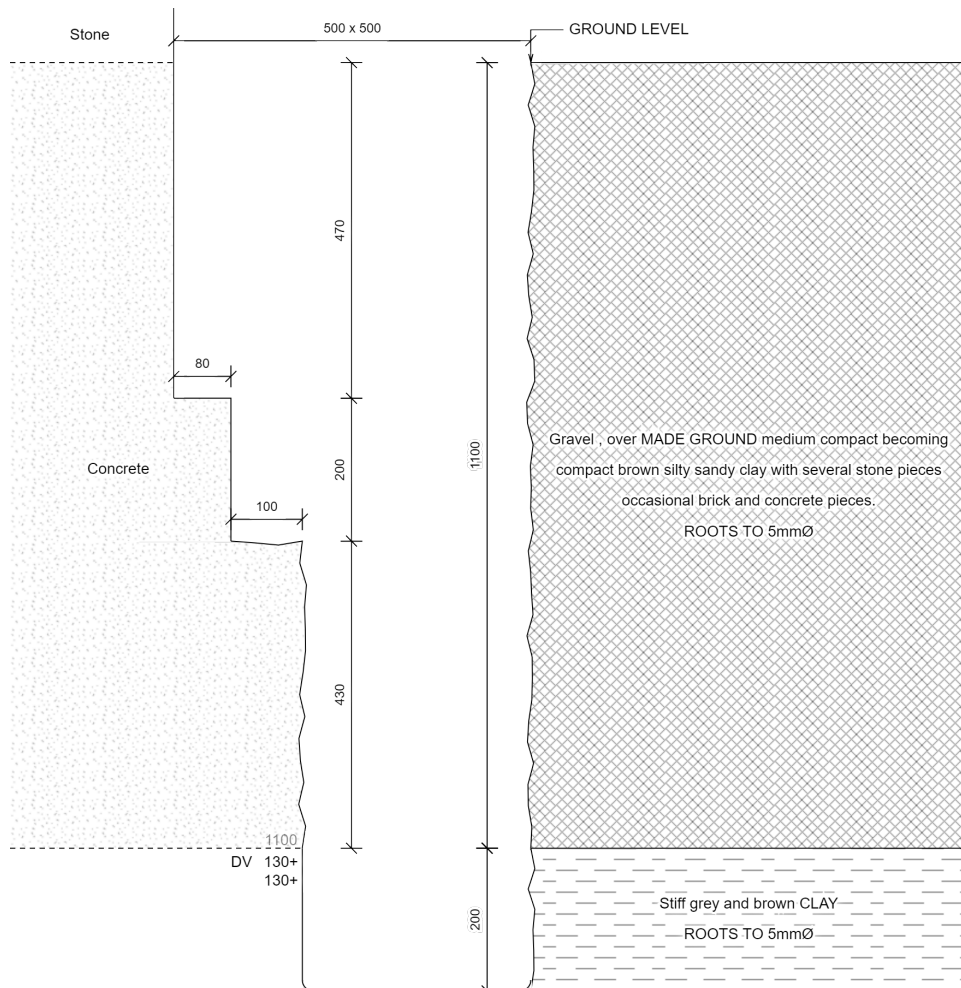 Stone
500 x 500
GROUND LEVEL
470
80
Concrete
200
1100
Gravel , over MADE GROUND medium compact becoming
compact brown silty sandy clay with several stone pieces
occasional brick and concrete pieces.
ROOTS TO 5mmØ
100
430
1100
DV 130+
130+
200
Stiff grey and brown CLAY
ROOTS TO 5mmØ